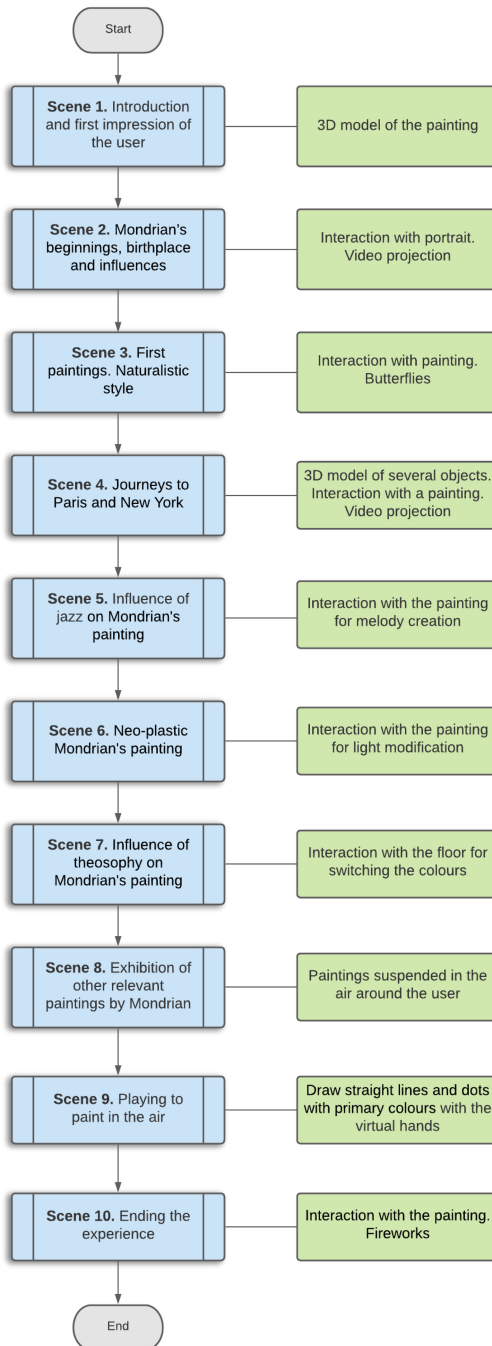 Start
Scene 1. Introduction
and first impression of
the user
3D model of the painting
Scene 2. Mondrian's
beginnings, birthplace
and influences
Interaction with portrait.
Video projection
Scene 3. First
paintings. Naturalistic
style
Interaction with painting.
Butterflies
Scene 4. Journeys to
Paris and New York
3D model of several objects.
Interaction with a painting.
Video projection
Scene 5. Influence of
jazz on Mondrian's
painting
Interaction with the painting
for melody creation
Scene 6. Neo-plastic
Mondrian's painting
Interaction with the painting
for light modification
Scene 7. Influence of
theosophy on
Mondrian's painting
Interaction with the floor for
switching the colours
Scene 8. Exhibition of
other relevant
paintings by Mondrian
Paintings suspended in the
air around the user
Scene 9. Playing to
paint in the air
Draw straight lines and dots
with primary colours with the
virtual hands
Scene 10. Ending the
experience
Interaction with the painting.
Fireworks
End